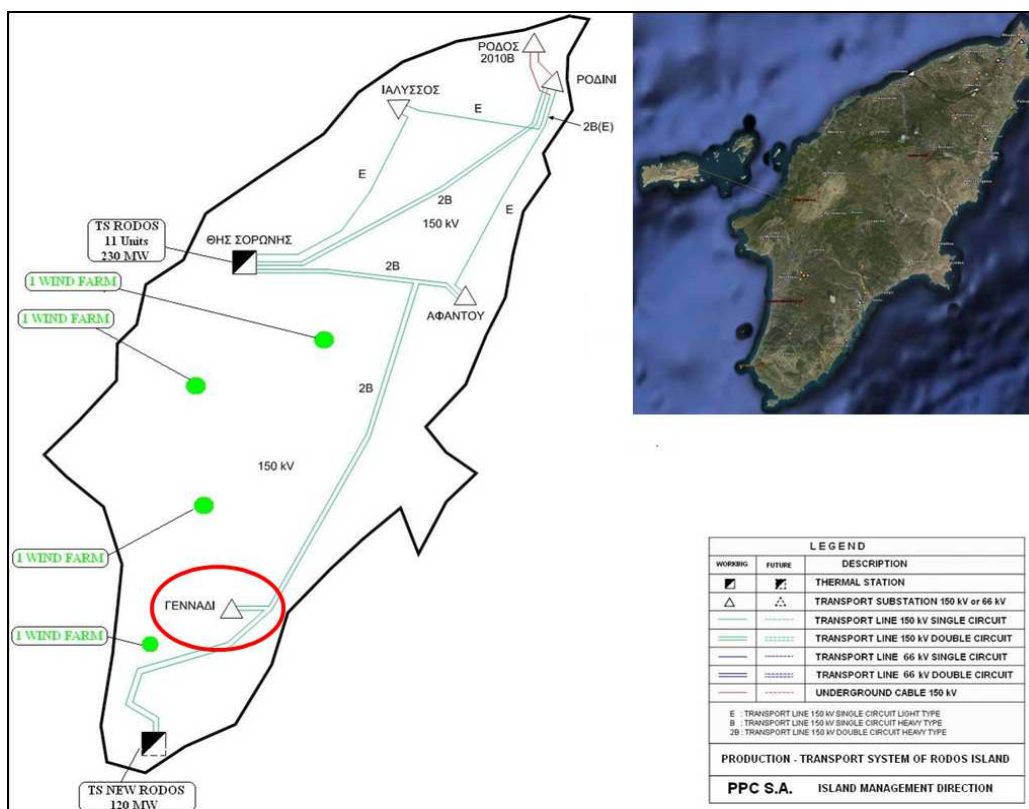 ΡΟΔΟΣ
2010Β
ΡΟΔΙΝΙ
ΙΑΛΥΣΣΟΣ
E
2B(E)
E
2B
E
150 kV
TS RODOS
11 Units
230 MW
ΘΗΣ ΣΟΡΩΝΗΣ
2B
1 WIND FARM
ΑΦΑΝΤΟΥ
1 WIND FARM
2B
150 kV
1 WIND FARM
ΓΕΝΝΑΔΙ
1 WIND FARM
TS NEW RODOS
120 MW
LEGEND
WORKING FUTURE DESCRIPTION
THERMAL STATION
TRANSPORT SUBSTATION 150 kV or 66 kV
TRANSPORT LINE 150 kV SINGLE CIRCUIT
TRANSPORT LINE 150 kV DOUBLE CIRCUIT
TRANSPORT LINE 66 kV SINGLE CIRCUIT
TRANSPORT LINE 66 kV DOUBLE CIRCUIT
UNDERGROUND CABLE 150 kV
E : TRANSPORT LINE 150 kV SINGLE CIRCUIT LIGHT TYPE
B : TRANSPORT LINE 150 kV SINGLE CIRCUIT HEAVY TYPE
2B : TRANSPORT LINE 150 kV DOUBLE CIRCUIT HEAVY TYPE
PRODUCTION - TRANSPORT SYSTEM OF RODOS ISLAND
PPC S.A. ISLAND MANAGEMENT DIRECTION